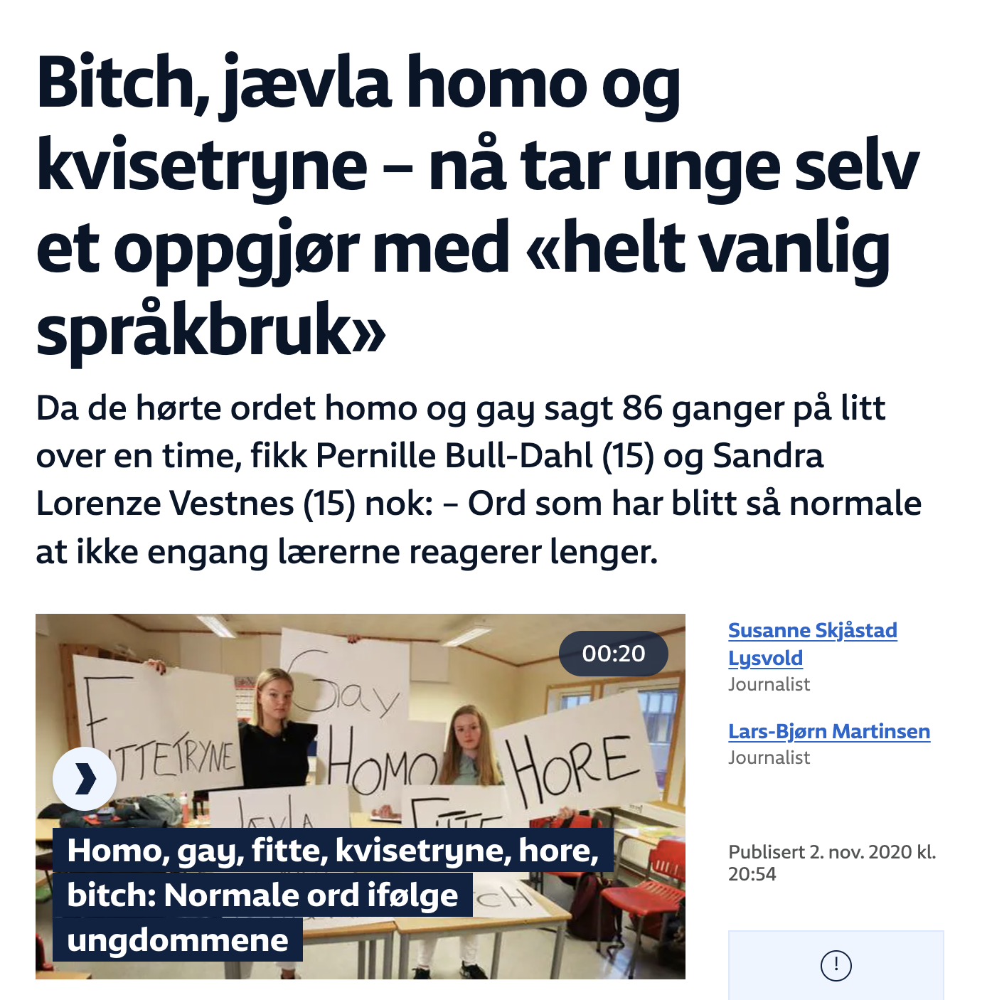 Bitch, jævla homo og
kvisetryne – nå tar unge selv
et oppgjør med «helt vanlig
språkbruk»
Da de hørte ordet homo og gay sagt 86 ganger på litt
over en time, fikk Pernille Bull-Dahl (15) og Sandra
Lorenze Vestnes (15) nok: – Ord som har blitt så normale
at ikke engang lærerne reagerer lenger.
00:20
Gay
FITTETRYNE
HOMO
HORE
JÆVLA
FITTE
Homo, gay, fitte, kvisetryne, hore,
bitch: Normale ord ifølge
ungdommene
Susanne Skjåstad
Lysvold
Journalist
Lars-Bjørn Martinsen
Journalist
Publisert 2. nov. 2020 kl.
20:54